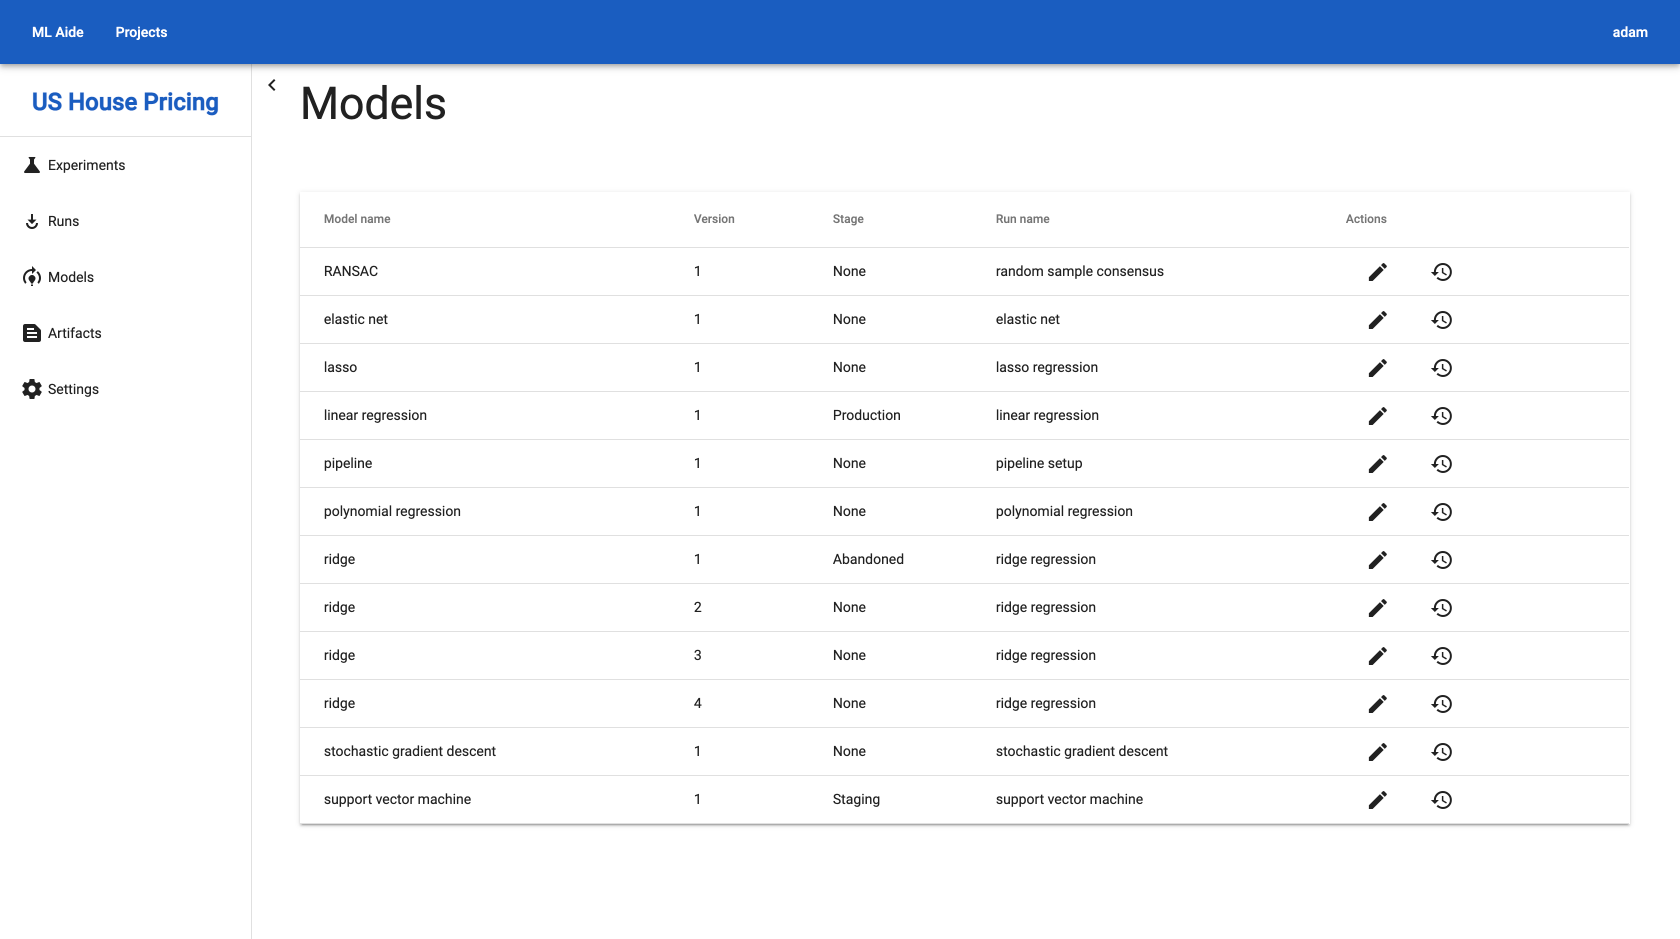 ML Aide Projects adam
US House Pricing
Experiments
Runs
Models
Artifacts
Settings
Models
Model name Version Stage Run name Actions
RANSAC 1 None random sample consensus
elastic net 1 None elastic net
lasso 1 None lasso regression
linear regression 1 Production linear regression
pipeline 1 None pipeline setup
polynomial regression 1 None polynomial regression
ridge 1 Abandoned ridge regression
ridge 2 None ridge regression
ridge 3 None ridge regression
ridge 4 None ridge regression
stochastic gradient descent 1 None stochastic gradient descent
support vector machine 1 Staging support vector machine